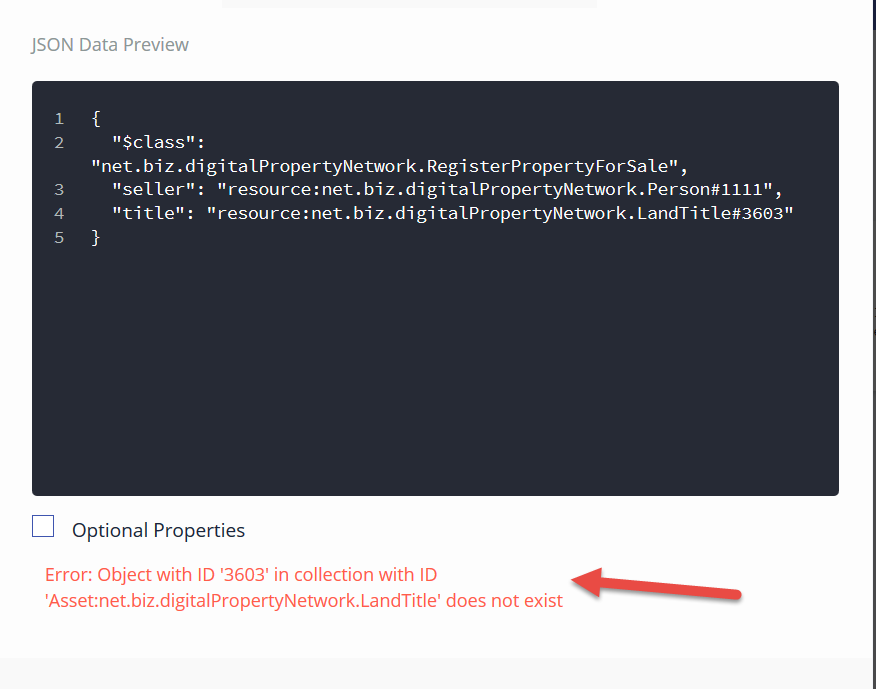 JSON Data Preview
1 {
2 "$class":
"net.biz.digitalPropertyNetwork.RegisterPropertyForSale",
3 "seller": "resource:net.biz.digitalPropertyNetwork.Person#1111",
4 "title": "resource:net.biz.digitalPropertyNetwork.LandTitle#3603"
5 }
Optional Properties
Error: Object with ID '3603' in collection with ID
'Asset:net.biz.digitalPropertyNetwork.LandTitle' does not exist